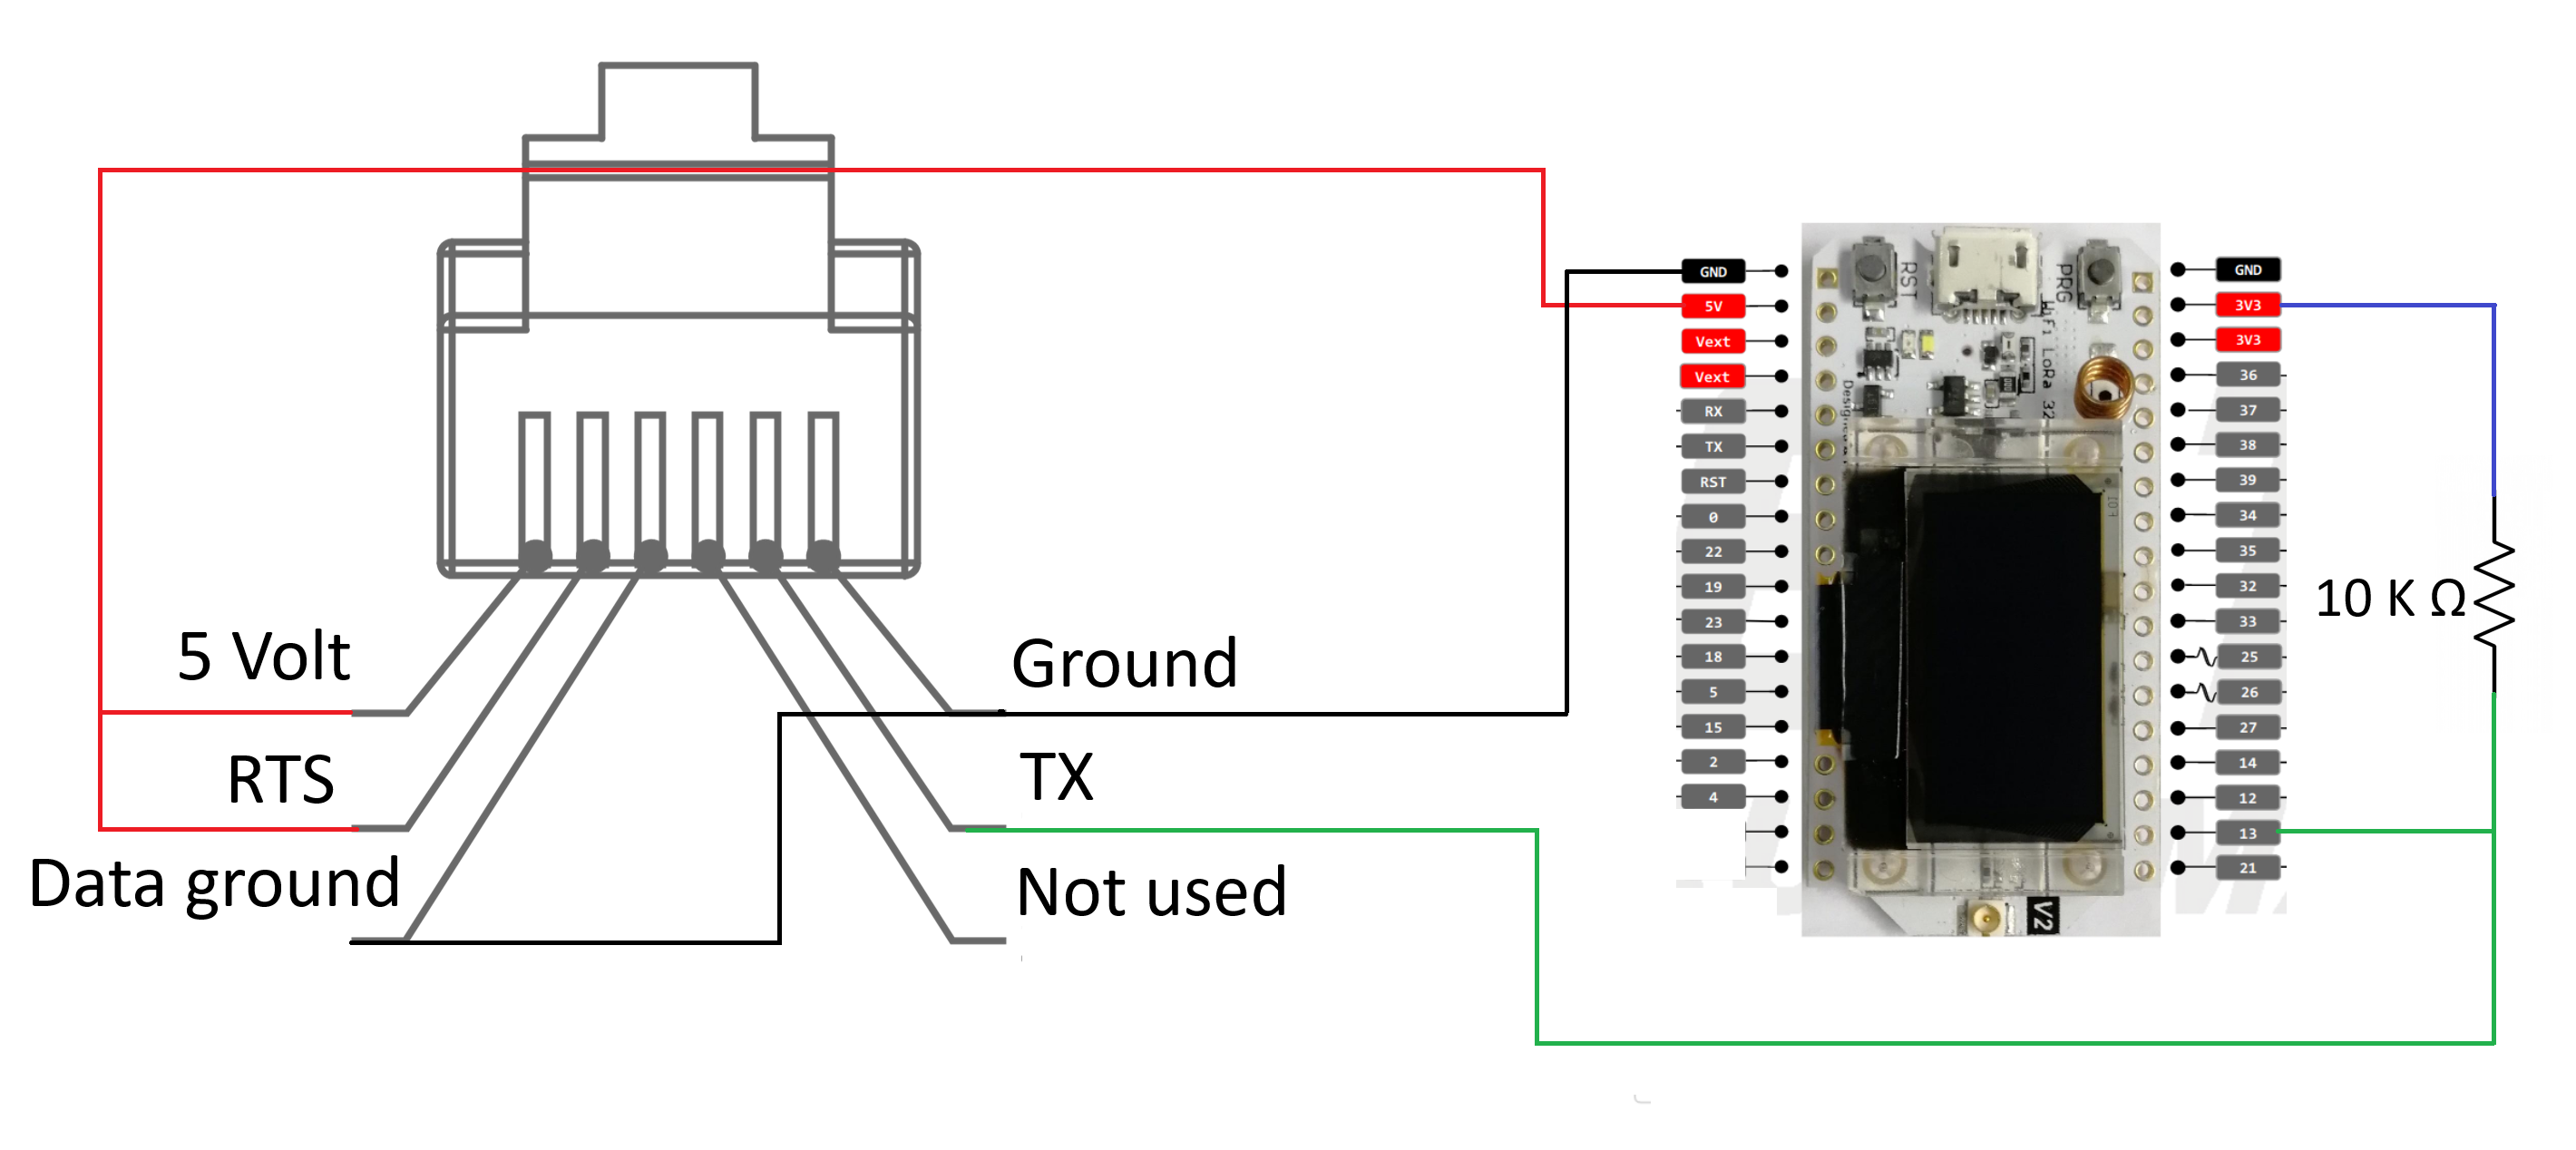 5 Volt
RTS
Data ground
Ground
TX
Not used
GND
5V
Vext
Vext
RX
TX
RST
0
22
19
23
18
5
15
2
4
RST
PRG
WiFi LoRa 32
V2
GND
3V3
3V3
36
37
38
39
34
35
32
33
25
26
27
14
12
13
21
10 K Ω